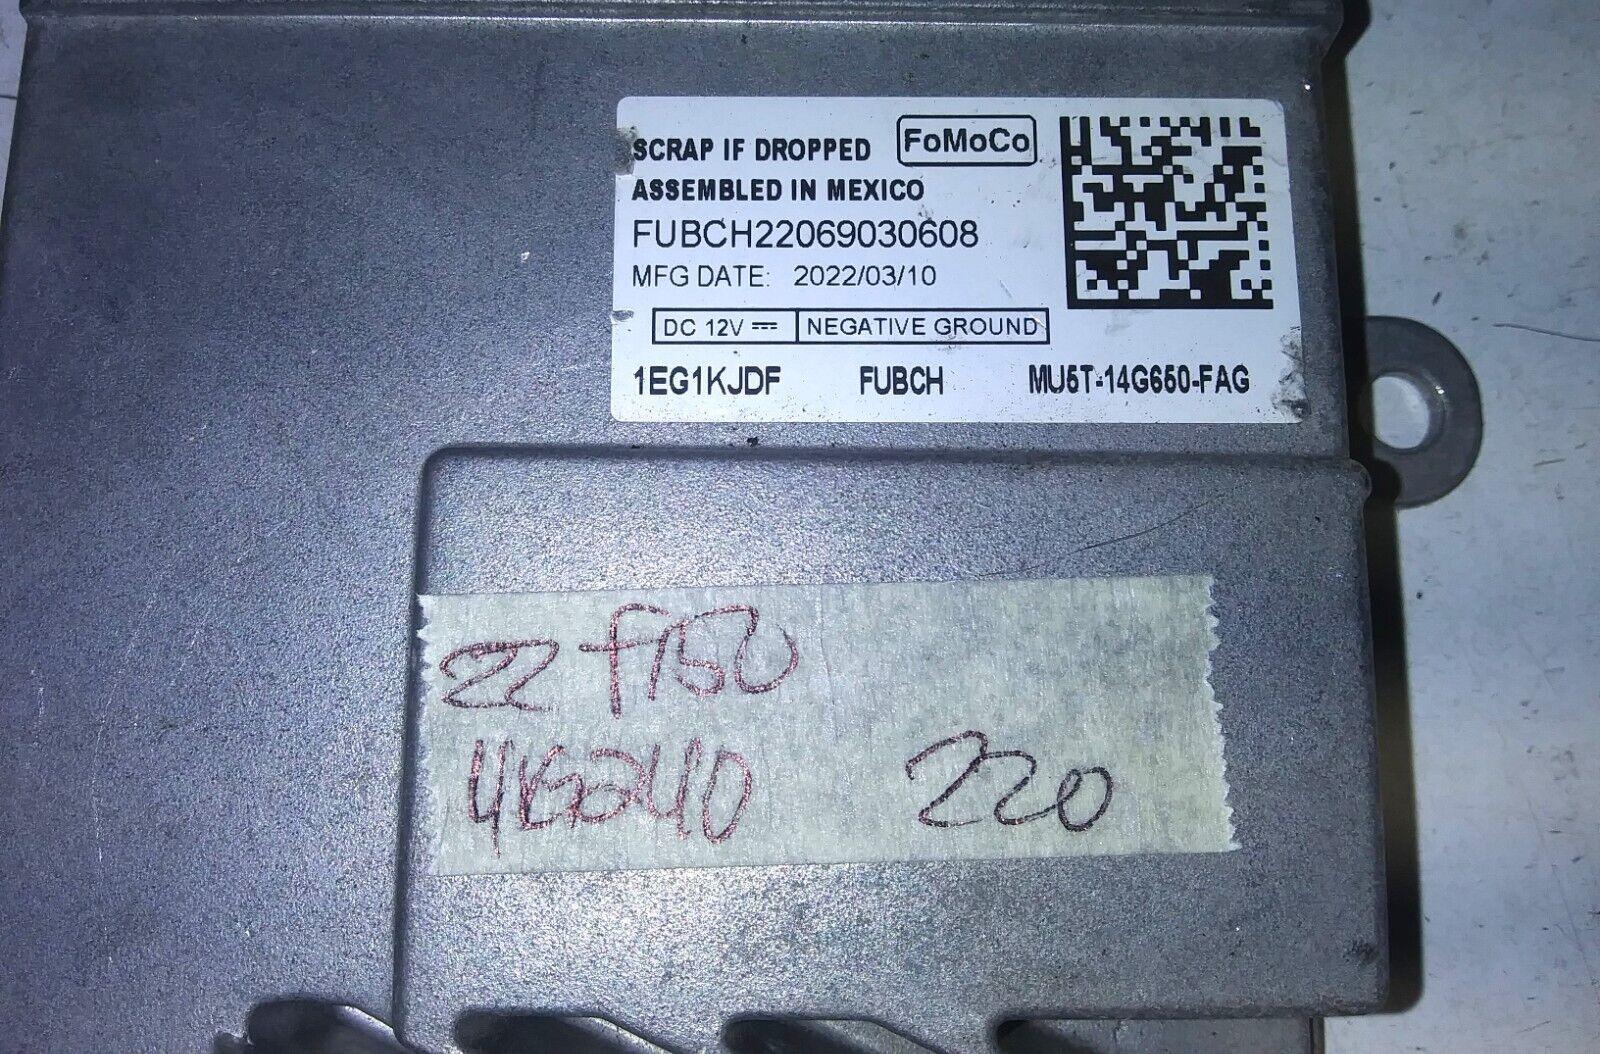 SCRAP IF DROPPED FoMoCo
ASSEMBLED IN MEXICO
FUBCH22069030608
MFG DATE: 2022/03/10
DC 12V NEGATIVE GROUND
1EG1KJDF FUBCH MU5T-14G650-FAG
22 f150
220